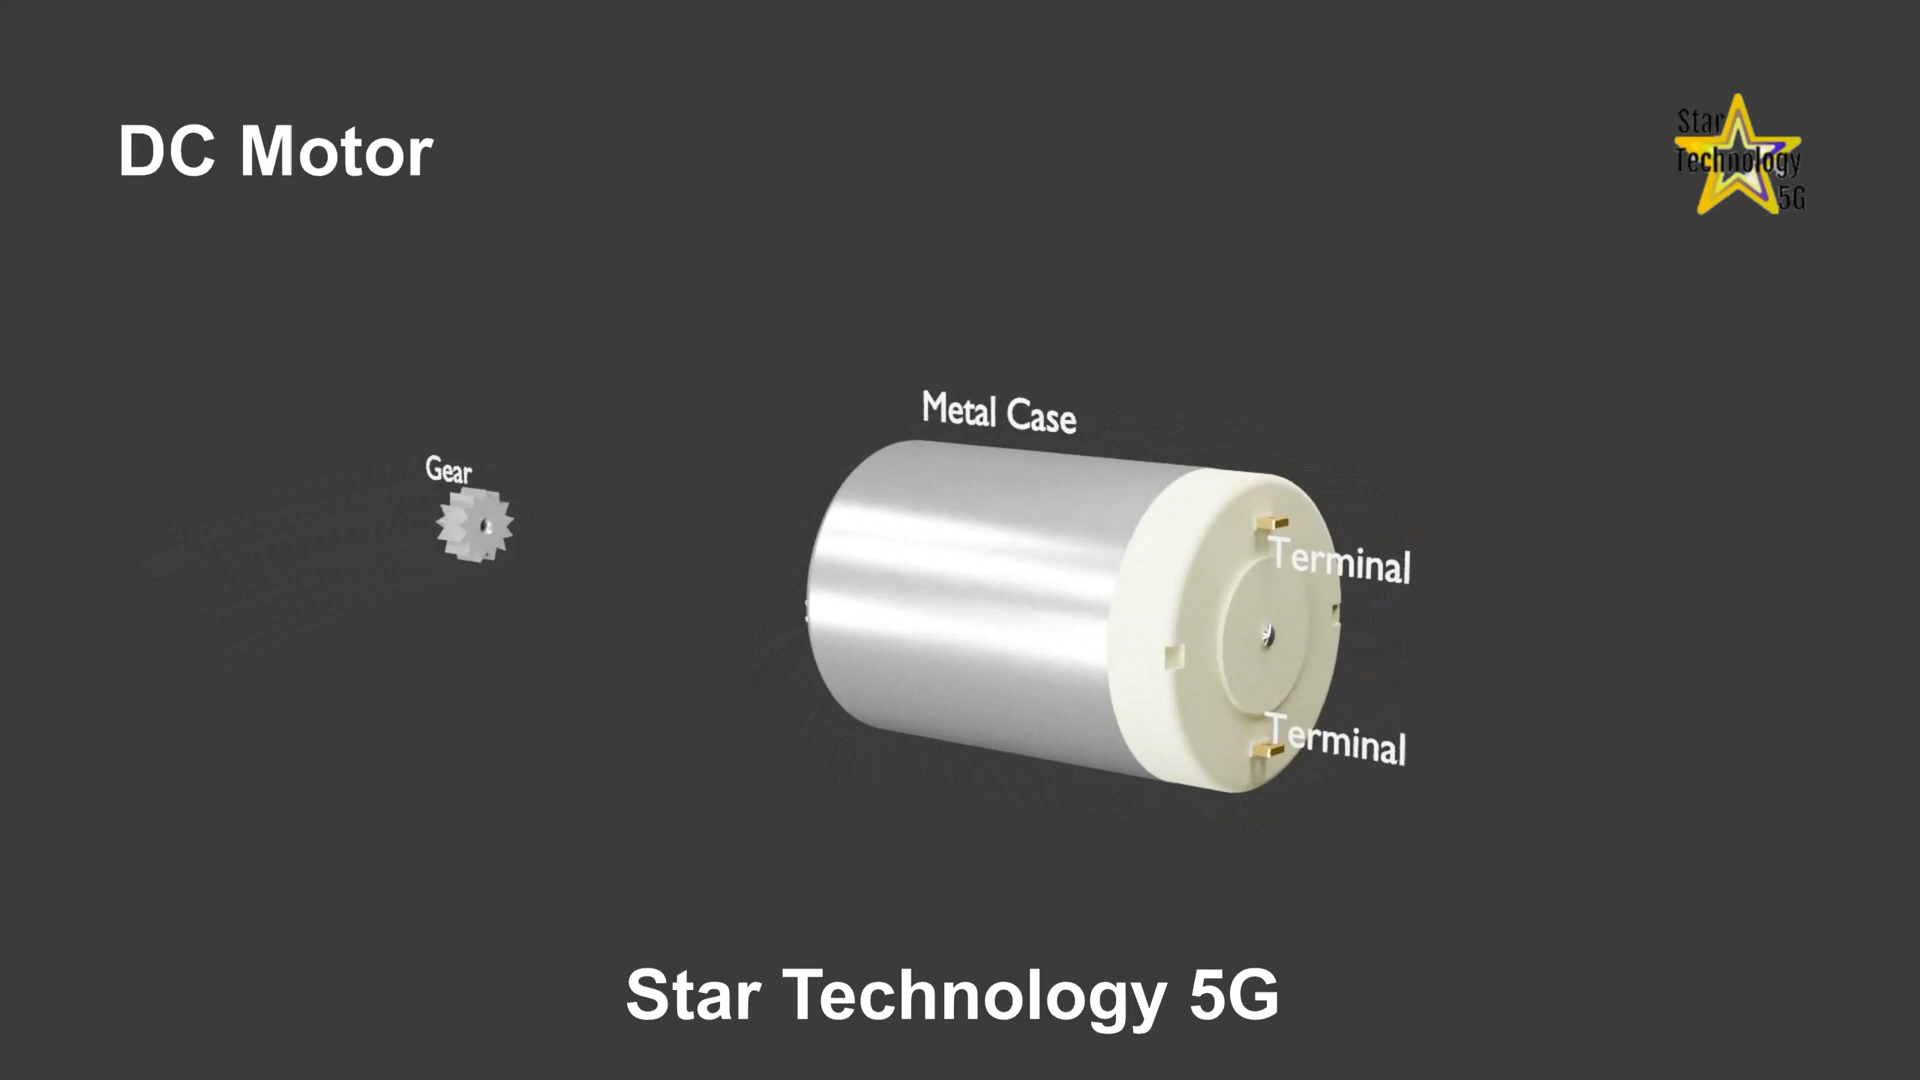 DC Motor
Star
Technology
5G
Metal Case
Gear
Terminal
Terminal
Star Technology 5G